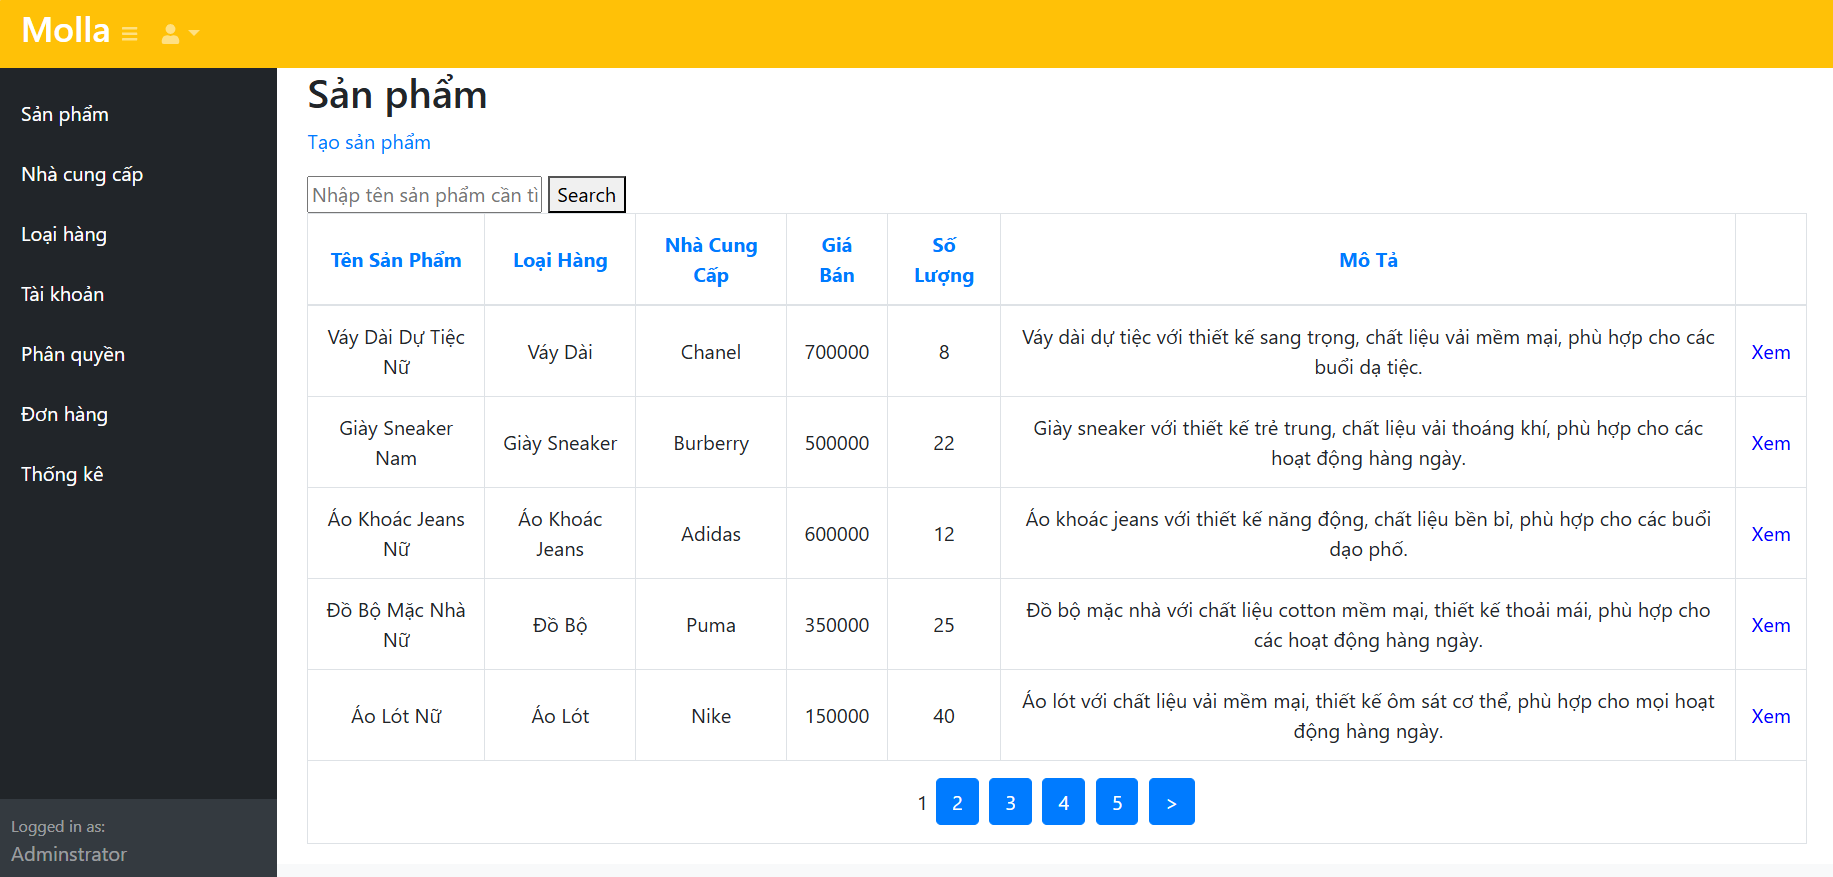 Molla
Sản phẩm
Nhà cung cấp
Loại hàng
Tài khoản
Phân quyền
Đơn hàng
Thống kê
Logged in as:
Adminstrator
Sản phẩm
Tạo sản phẩm
Nhập tên sản phẩm cần tì Search
Tên Sản Phẩm Loại Hàng Nhà Cung Cấp Giá Bán Số Lượng Mô Tả
Váy Dài Dự Tiệc Nữ Váy Dài Chanel 700000 8 Váy dài dự tiệc với thiết kế sang trọng, chất liệu vải mềm mại, phù hợp cho các buổi dạ tiệc. Xem
Giày Sneaker Nam Giày Sneaker Burberry 500000 22 Giày sneaker với thiết kế trẻ trung, chất liệu vải thoáng khí, phù hợp cho các hoạt động hàng ngày. Xem
Áo Khoác Jeans Nữ Áo Khoác Jeans Adidas 600000 12 Áo khoác jeans với thiết kế năng động, chất liệu bền bỉ, phù hợp cho các buổi dạo phố. Xem
Đồ Bộ Mặc Nhà Nữ Đồ Bộ Puma 350000 25 Đồ bộ mặc nhà với chất liệu cotton mềm mại, thiết kế thoải mái, phù hợp cho các hoạt động hàng ngày. Xem
Áo Lót Nữ Áo Lót Nike 150000 40 Áo lót với chất liệu vải mềm mại, thiết kế ôm sát cơ thể, phù hợp cho mọi hoạt động hàng ngày. Xem
1 2 3 4 5 >